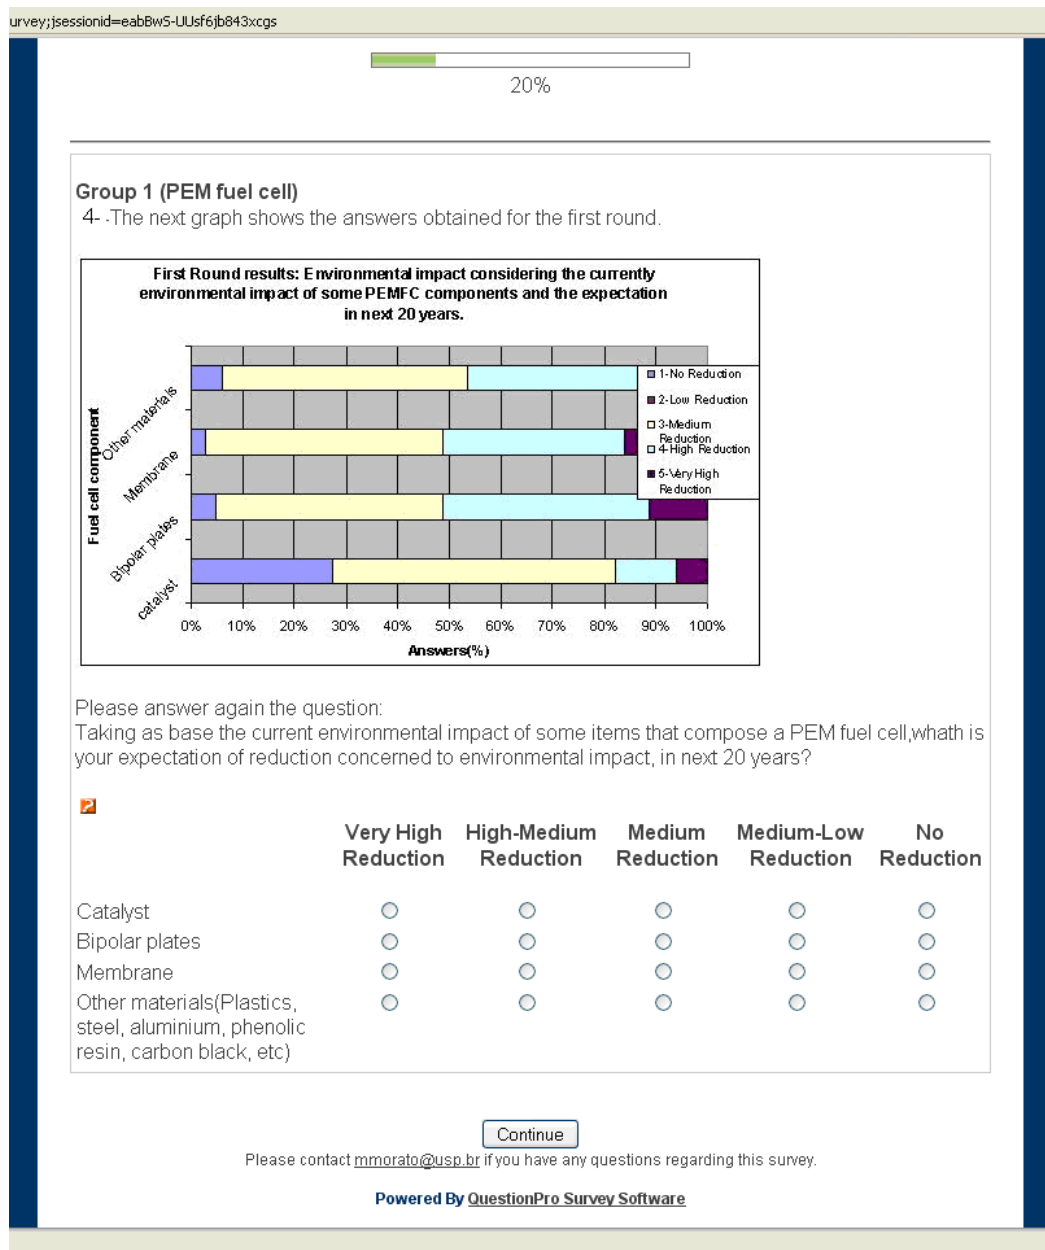 urvey;jsessionid=eabBwS-UUsf6jb843xcgs
20%
Group 1 (PEM fuel cell)
4- .The next graph shows the answers obtained for the first round.
First Round results: Environmental impact considering the currently
environmental impact of some PEMFC components and the expectation
in next 20 years.
Fuel cell component
Other materials
Membrane
Bipolar plates
catalyst
1-No Reduction
2-Low Reduction
3-Medium
Reduction
4-High Reduction
5-Very High
Reduction
0% 10% 20% 30% 40% 50% 60% 70% 80% 90% 100%
Answers(%)
Please answer again the question:
Taking as base the current environmental impact of some items that compose a PEM fuel cell,whath is
your expectation of reduction concerned to environmental impact, in next 20 years?
?
Very High High-Medium Medium Medium-Low No
Reduction Reduction Reduction Reduction Reduction
Catalyst
Bipolar plates
Membrane
Other materials(Plastics,
steel, aluminium, phenolic
resin, carbon black, etc)
Continue
Please contact mmorato@usp.br if you have any questions regarding this survey.
Powered By QuestionPro Survey Software